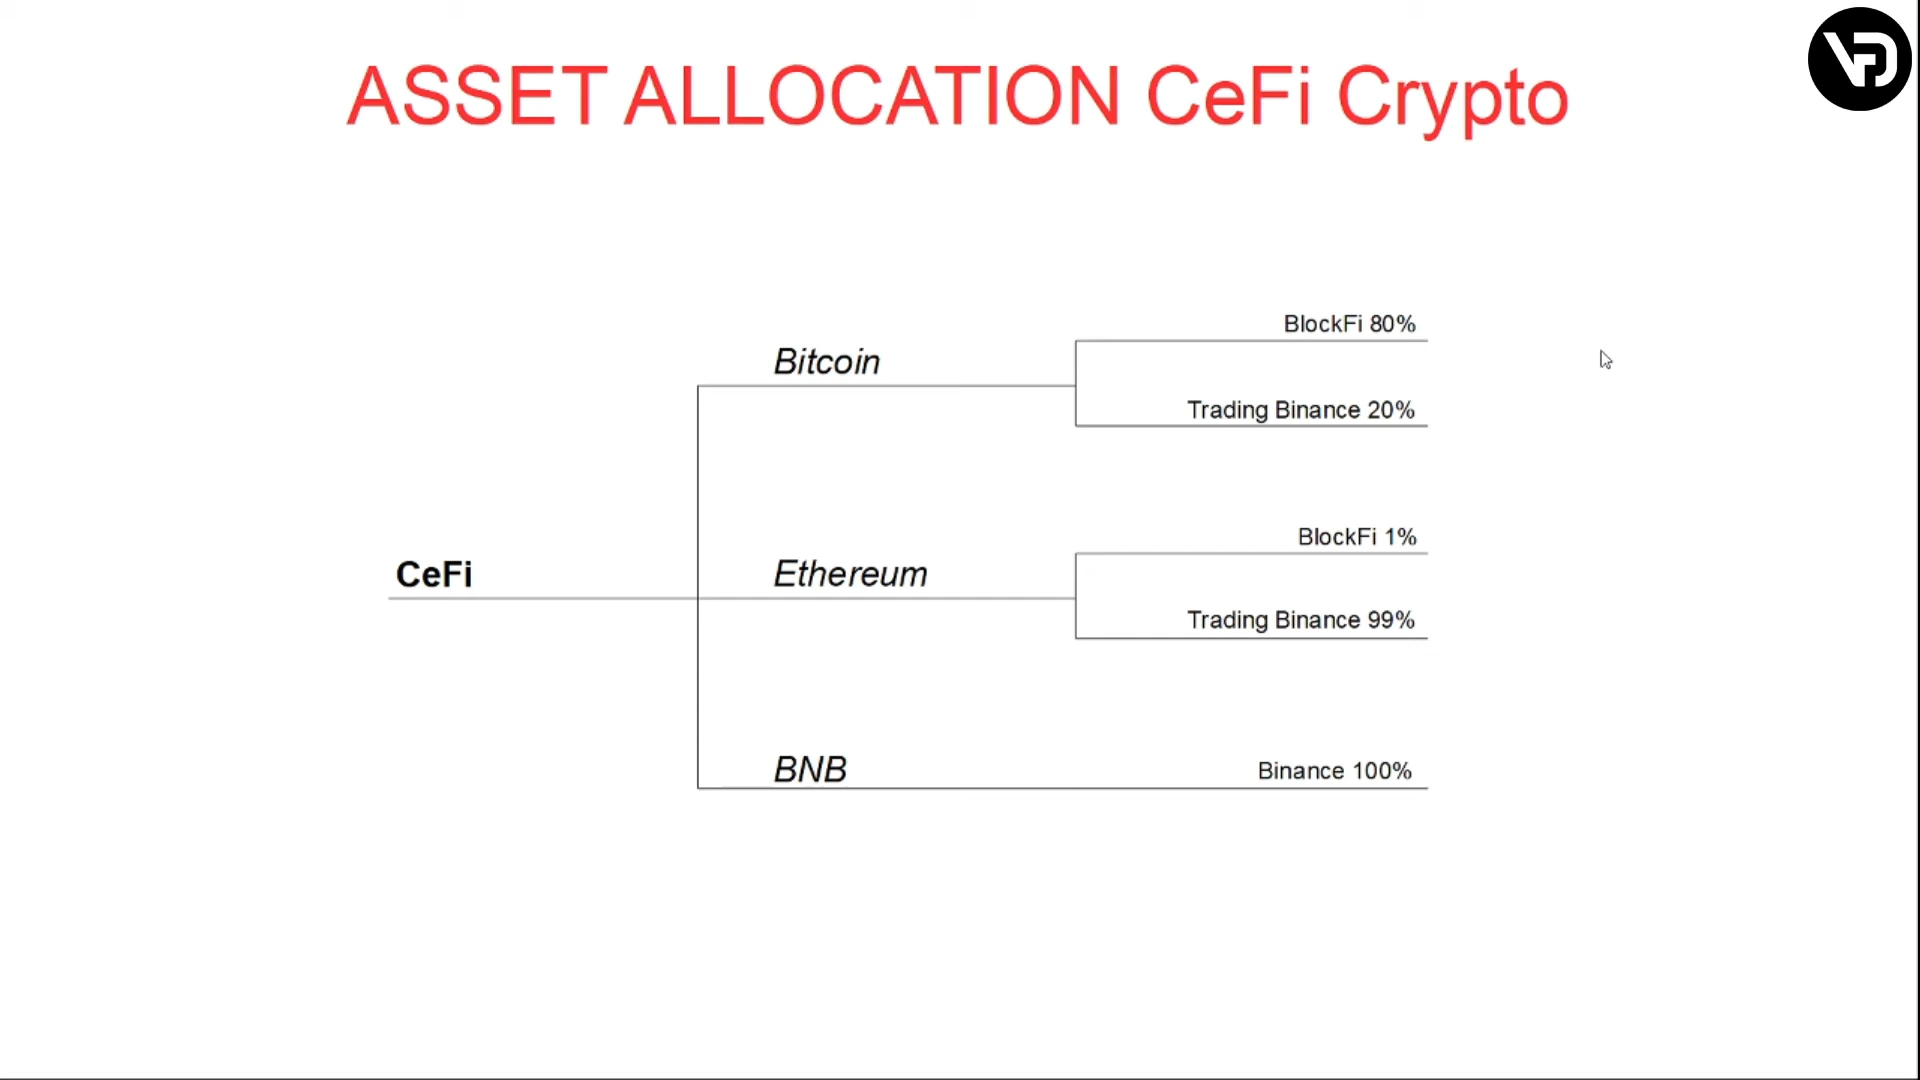 ASSET ALLOCATION CeFi Crypto
BlockFi 80%
Bitcoin
Trading Binance 20%
BlockFi 1%
CeFi
Ethereum
Trading Binance 99%
BNB
Binance 100%